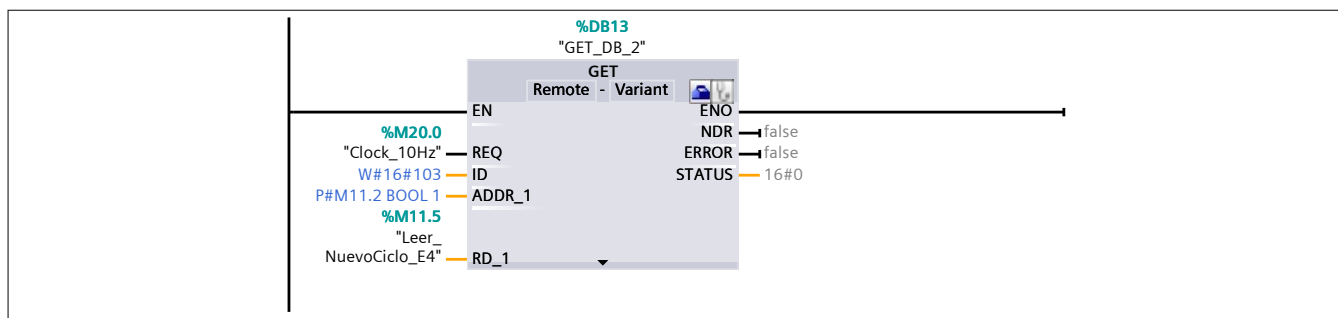 %DB13
"GET_DB_2"
GET
Remote - Variant
EN ENO
%M20.0 NDR false
"Clock_10Hz" REQ ERROR false
W#16#103 ID STATUS 16#0
P#M11.2 BOOL 1 ADDR_1
%M11.5
"Leer_
NuevoCiclo_E4" RD_1